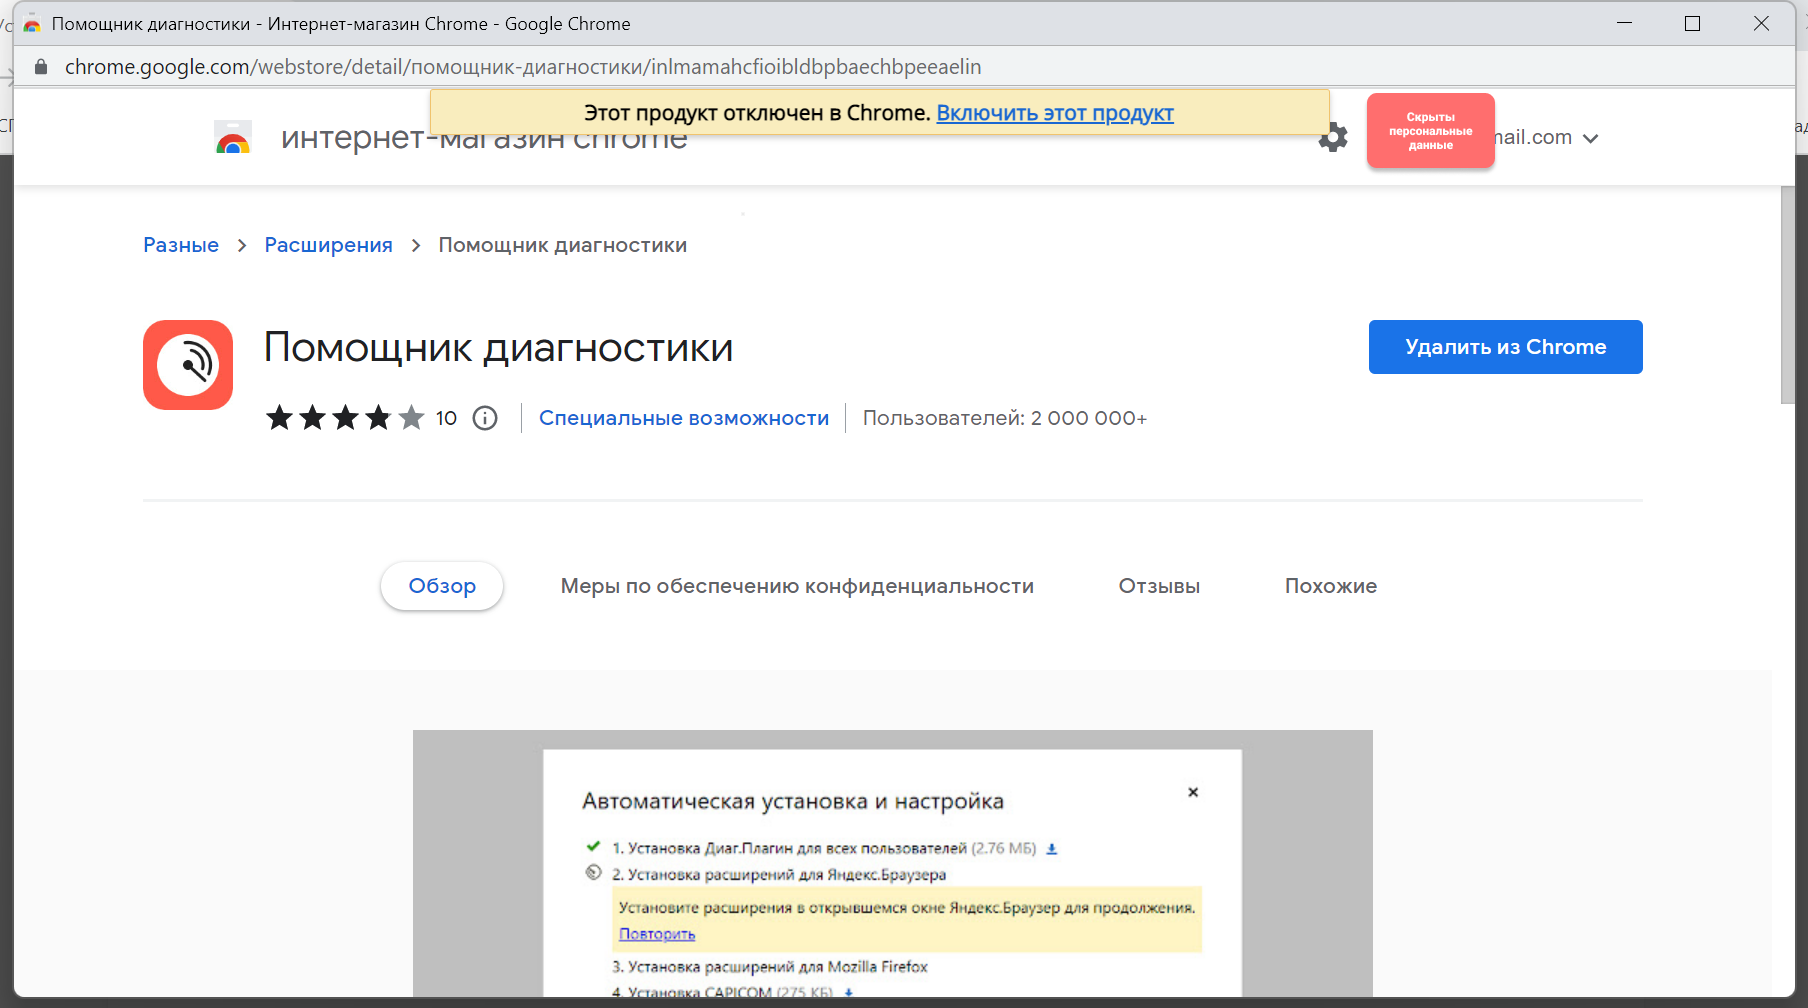 Помощник диагностики - Интернет-магазин Chrome - Google Chrome
chrome.google.com/webstore/detail/помощник-диагностики/inlmamahcfioibldbpbaechbpeeaelin
Этот продукт отключен в Chrome. Включить этот продукт
интернет-магазин chrome
Скрыты
персональные
данные
mail.com
Разные > Расширения > Помощник диагностики
Помощник диагностики
Удалить из Chrome
10
Специальные возможности
Пользователей: 2 000 000+
Обзор
Меры по обеспечению конфиденциальности
Отзывы
Похожие
Автоматическая установка и настройка
1. Установка Диаг.Плагин для всех пользователей (2.76 МБ)
2. Установка расширений для Яндекс.Браузера
Установите расширения в открывшемся окне Яндекс.Браузер для продолжения.
Повторить
3. Установка расширений для Mozilla Firefox
4. Установка CAPICOM (275 КБ)